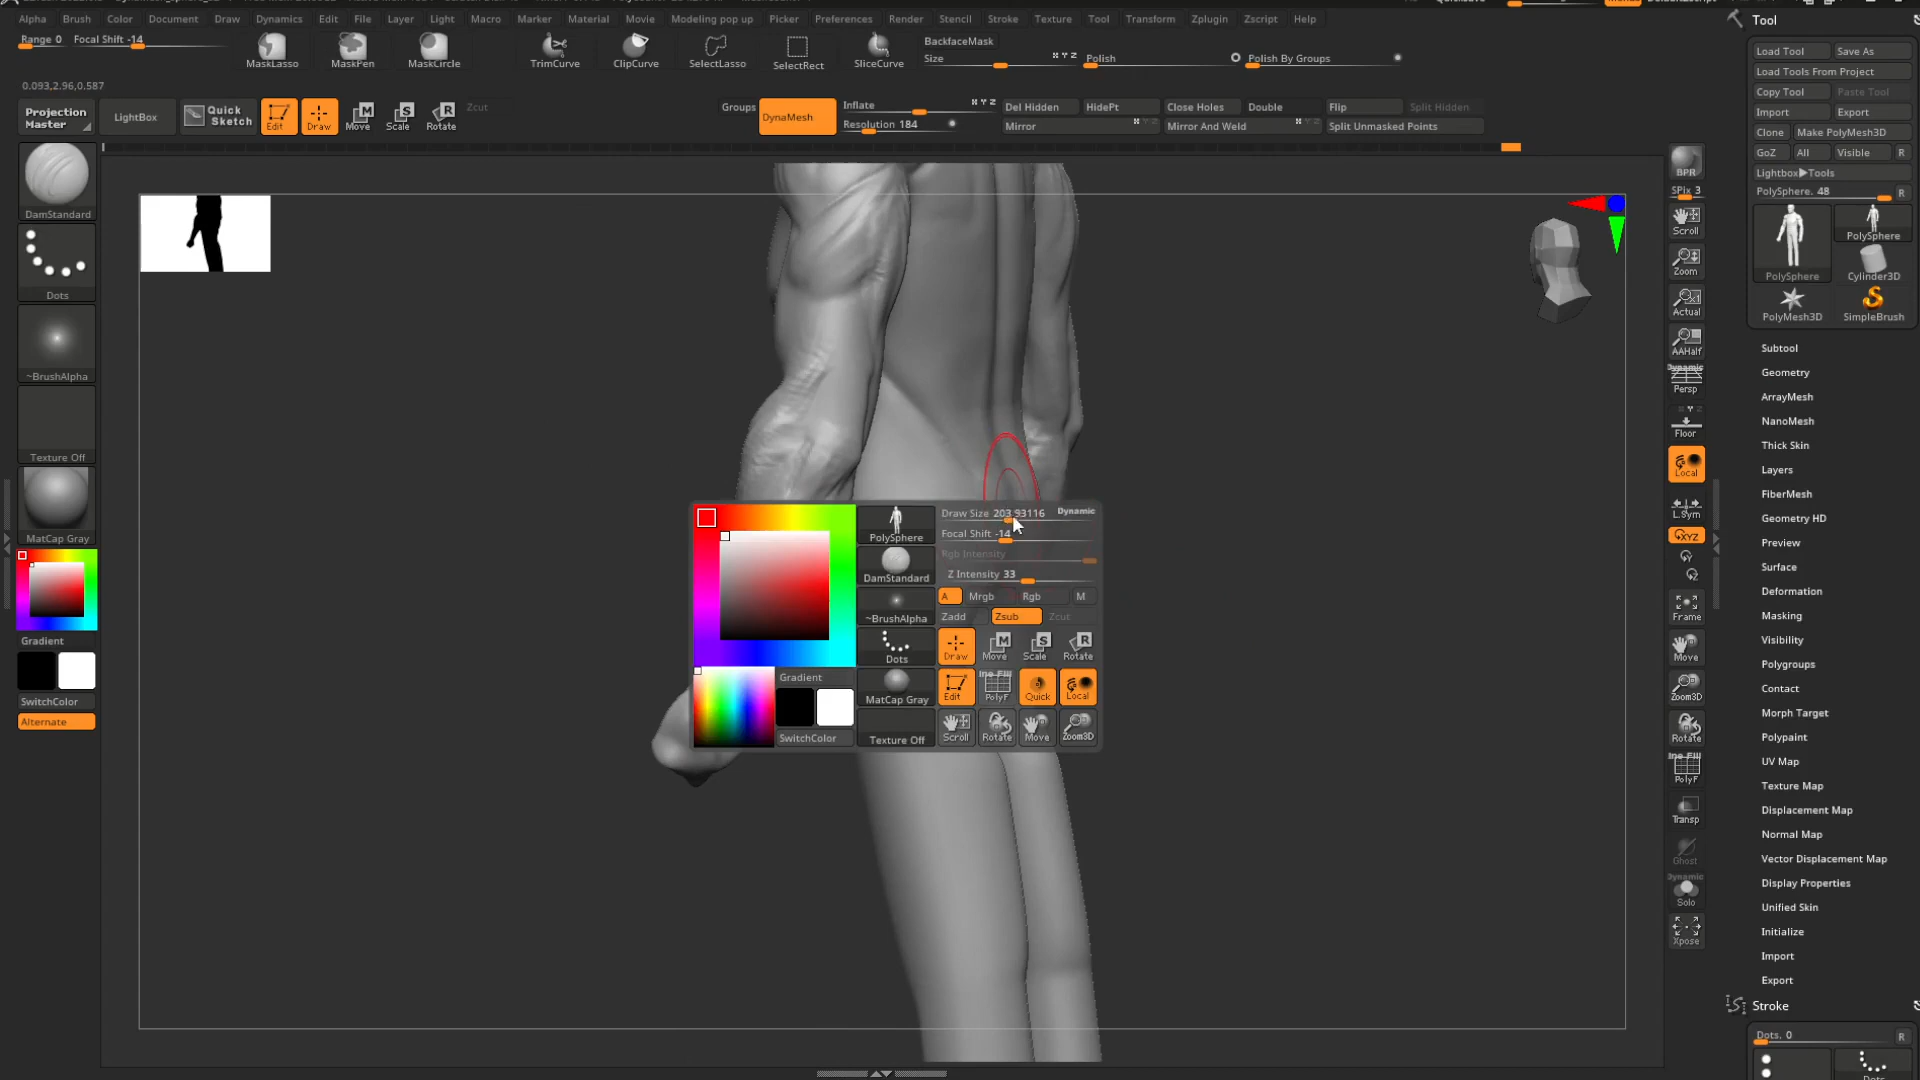 Alpha Brush Color Document Draw Dynamics Edit File Layer Light Macro Marker Material Movie Modeling pop up Picker Preferences Render Stencil Stroke Texture Tool Transform Zplugin Zscript Help
Range 0 Focal Shift -14
MaskLasso MaskPen MaskCircle TrimCurve ClipCurve SelectLasso SelectRect SliceCurve
BackfaceMask
Size Polish Polish By Groups
0.093,2.96,0.587
Projection Master LightBox Quick Sketch Edit Draw Move Scale Rotate Zcut
Groups DynaMesh Inflate Del Hidden HidePt Close Holes Double Flip Split Hidden
Resolution 184 Mirror Mirror And Weld Split Unmasked Points
DamStandard
Dots
~BrushAlpha
Texture Off
MatCap Gray
Gradient
SwitchColor
Alternate
PolySphere
DamStandard
~BrushAlpha
Dots
MatCap Gray
Texture Off
Gradient
SwitchColor
Draw Size 203.93116 Dynamic
Focal Shift -14
Rgb Intensity
Z Intensity 33
A Mrgb Rgb M
Zadd Zsub Zcut
Draw Move Scale Rotate
Edit PolyF Quick Local
Scroll Rotate Move Zoom3D
BPR
SPix 3
Scroll
Zoom
Actual
AAHalf
Dynamic
Persp
Floor
Local
L.Sym
XYZ
Frame
Move
Zoom3D
Rotate
PolyF
Transp
Ghost
Dynamic
Solo
Xpose
Tool
Load Tool Save As
Load Tools From Project
Copy Tool Paste Tool
Import Export
Clone Make PolyMesh3D
GoZ All Visible R
Lightbox▶Tools
PolySphere. 48 R
PolySphere
PolySphere
Cylinder3D
PolyMesh3D
SimpleBrush
Subtool
Geometry
ArrayMesh
NanoMesh
Thick Skin
Layers
FiberMesh
Geometry HD
Preview
Surface
Deformation
Masking
Visibility
Polygroups
Contact
Morph Target
Polypaint
UV Map
Texture Map
Displacement Map
Normal Map
Vector Displacement Map
Display Properties
Unified Skin
Initialize
Import
Export
Stroke
Dots. 0 R